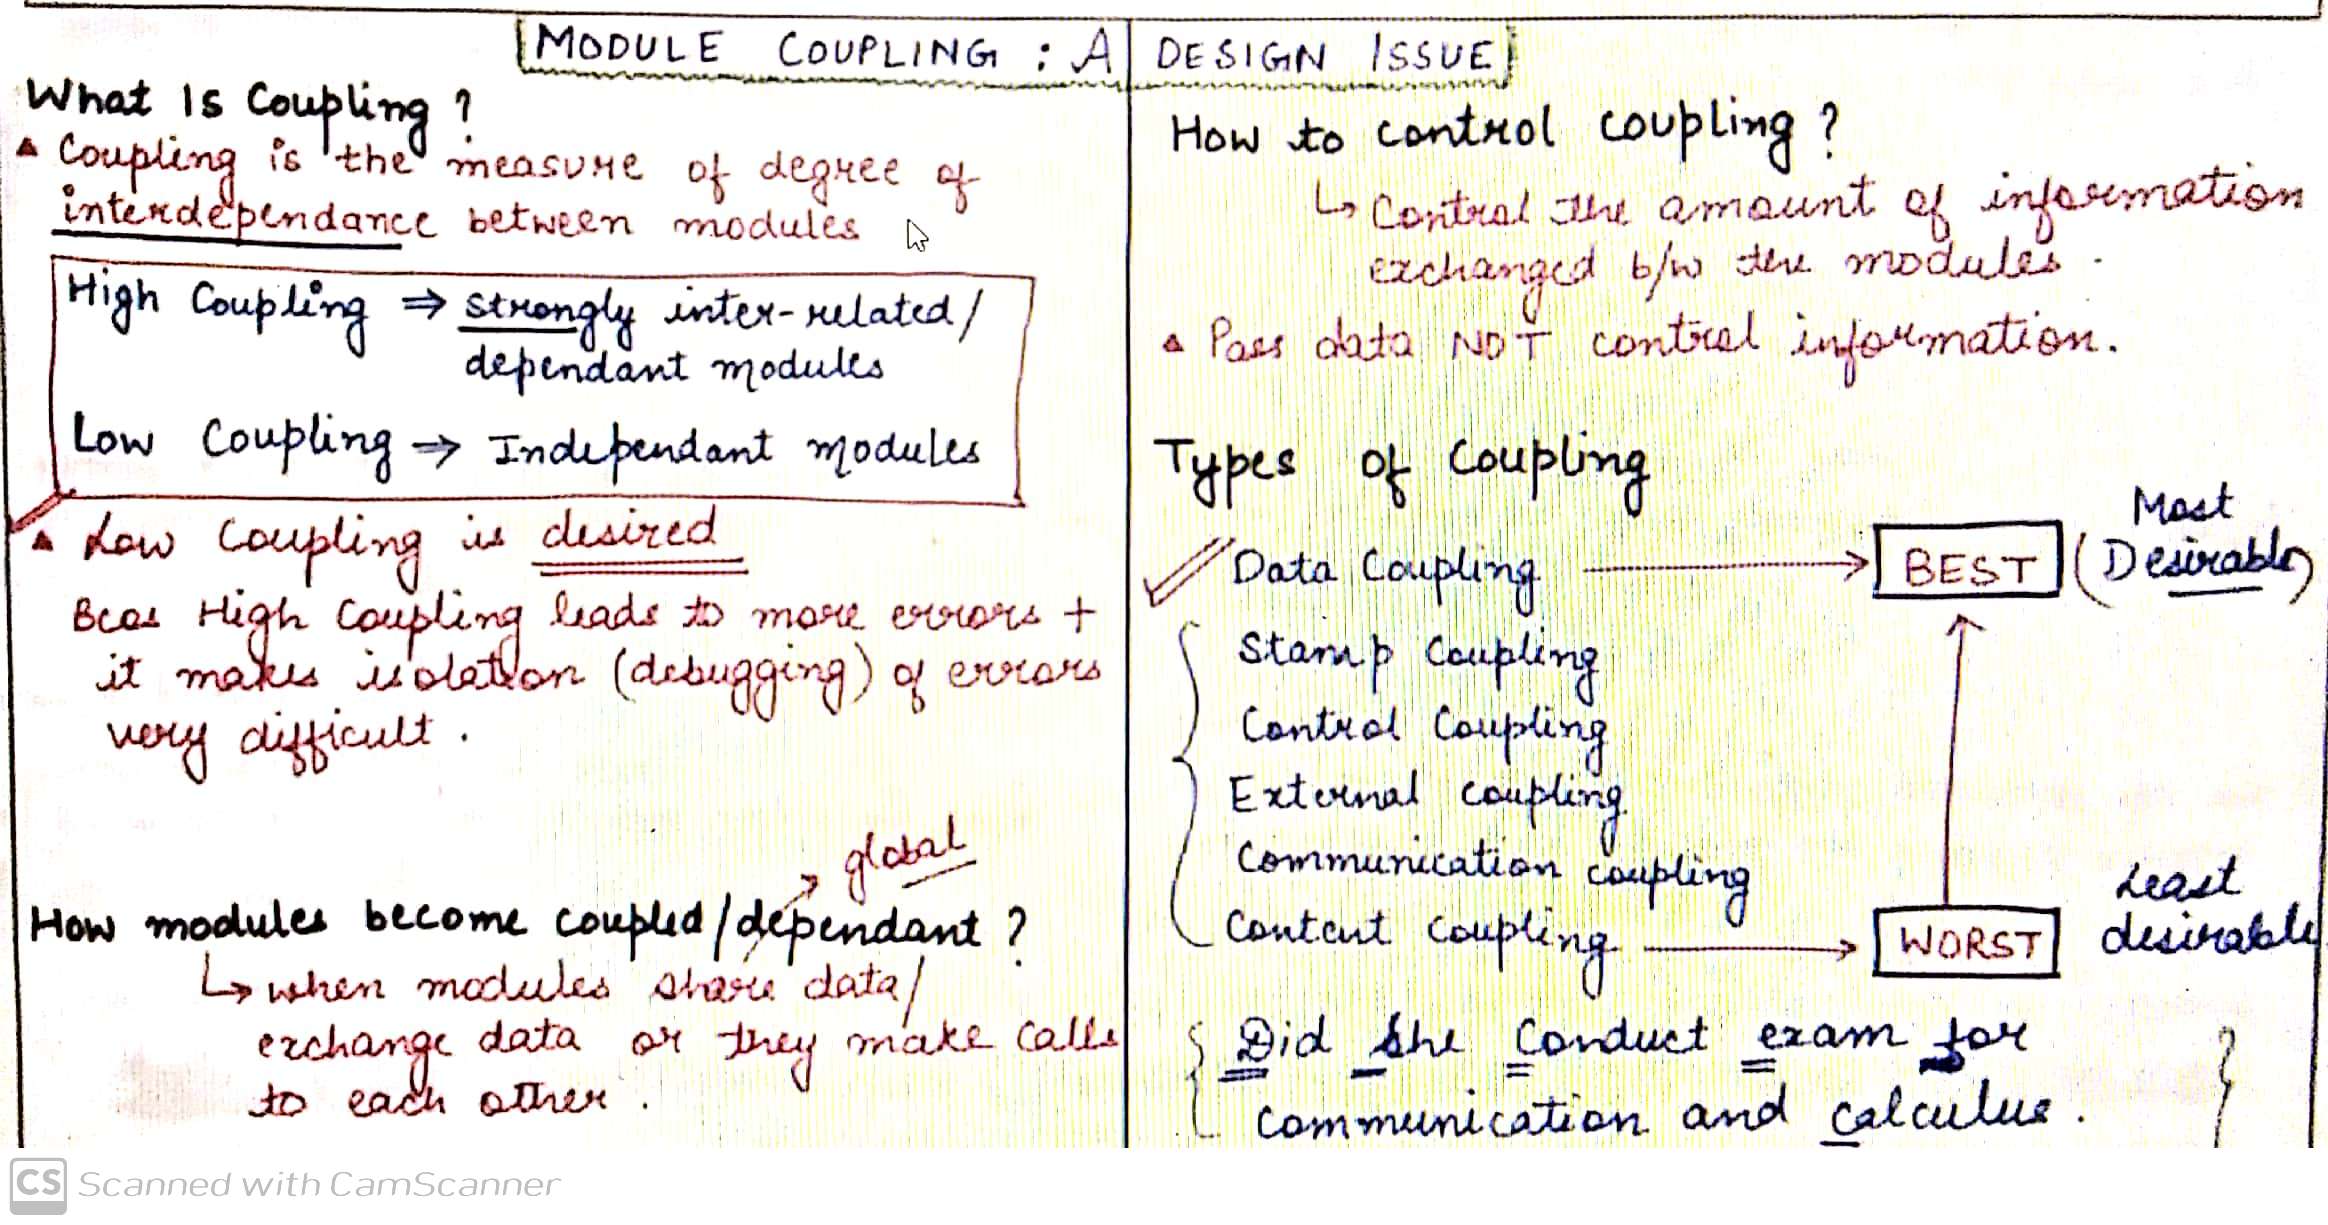 MODULE COUPLING : A DESIGN ISSUE
What Is Coupling ?
Coupling is the measure of degree of
interdependance between modules
High Coupling ⇒ strongly inter-related/
dependant modules
Low Coupling ⇒ Independant modules
Low Coupling is desired
Bcos High Coupling leads to more errors +
it makes isolation (debugging) of errors
very difficult .
global
How modules become coupled/dependant ?
↳ when modules share data/
exchange data or they make calls
to each other .
How to control coupling ?
↳ Control the amount of information
exchanged b/w the modules .
Pass data NOT control information.
Types of Coupling
Data Coupling → BEST (Most
Desirable)
Stamp Coupling
Control Coupling
External coupling
Communication coupling
Content Coupling → WORST Least
desirable
{ Did she Conduct exam for
communication and calculus . }
CS Scanned with CamScanner